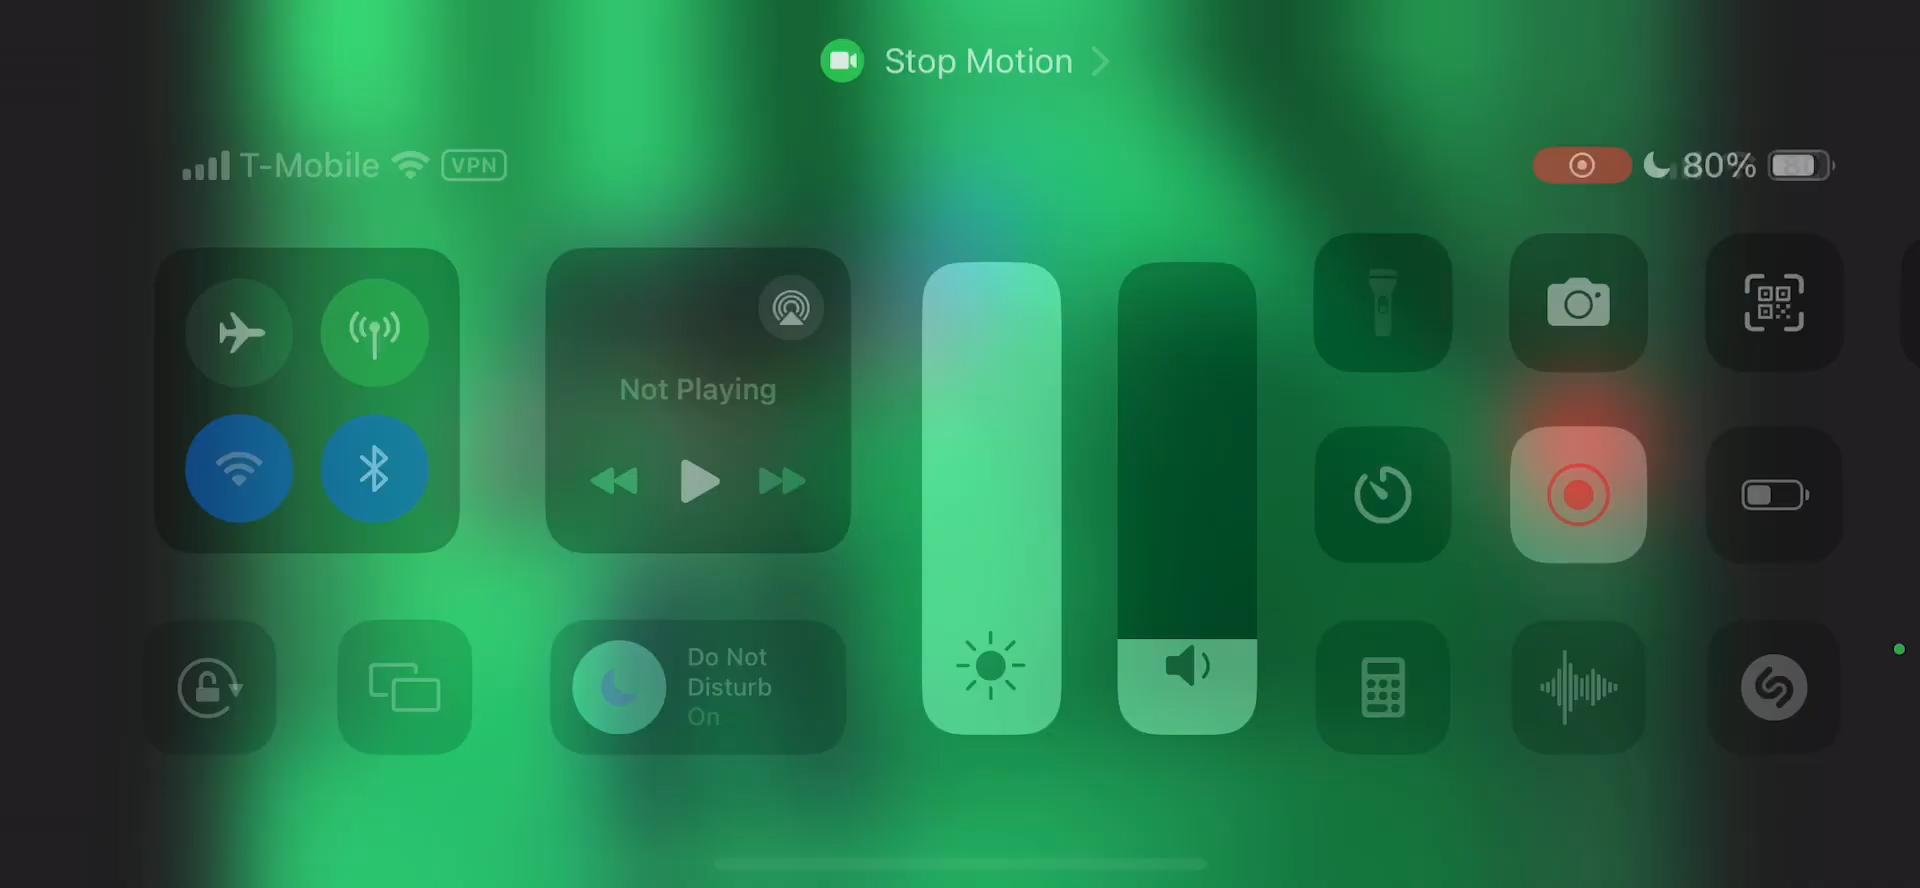 Stop Motion
T-Mobile VPN
80%
Not Playing
Do Not
Disturb
On